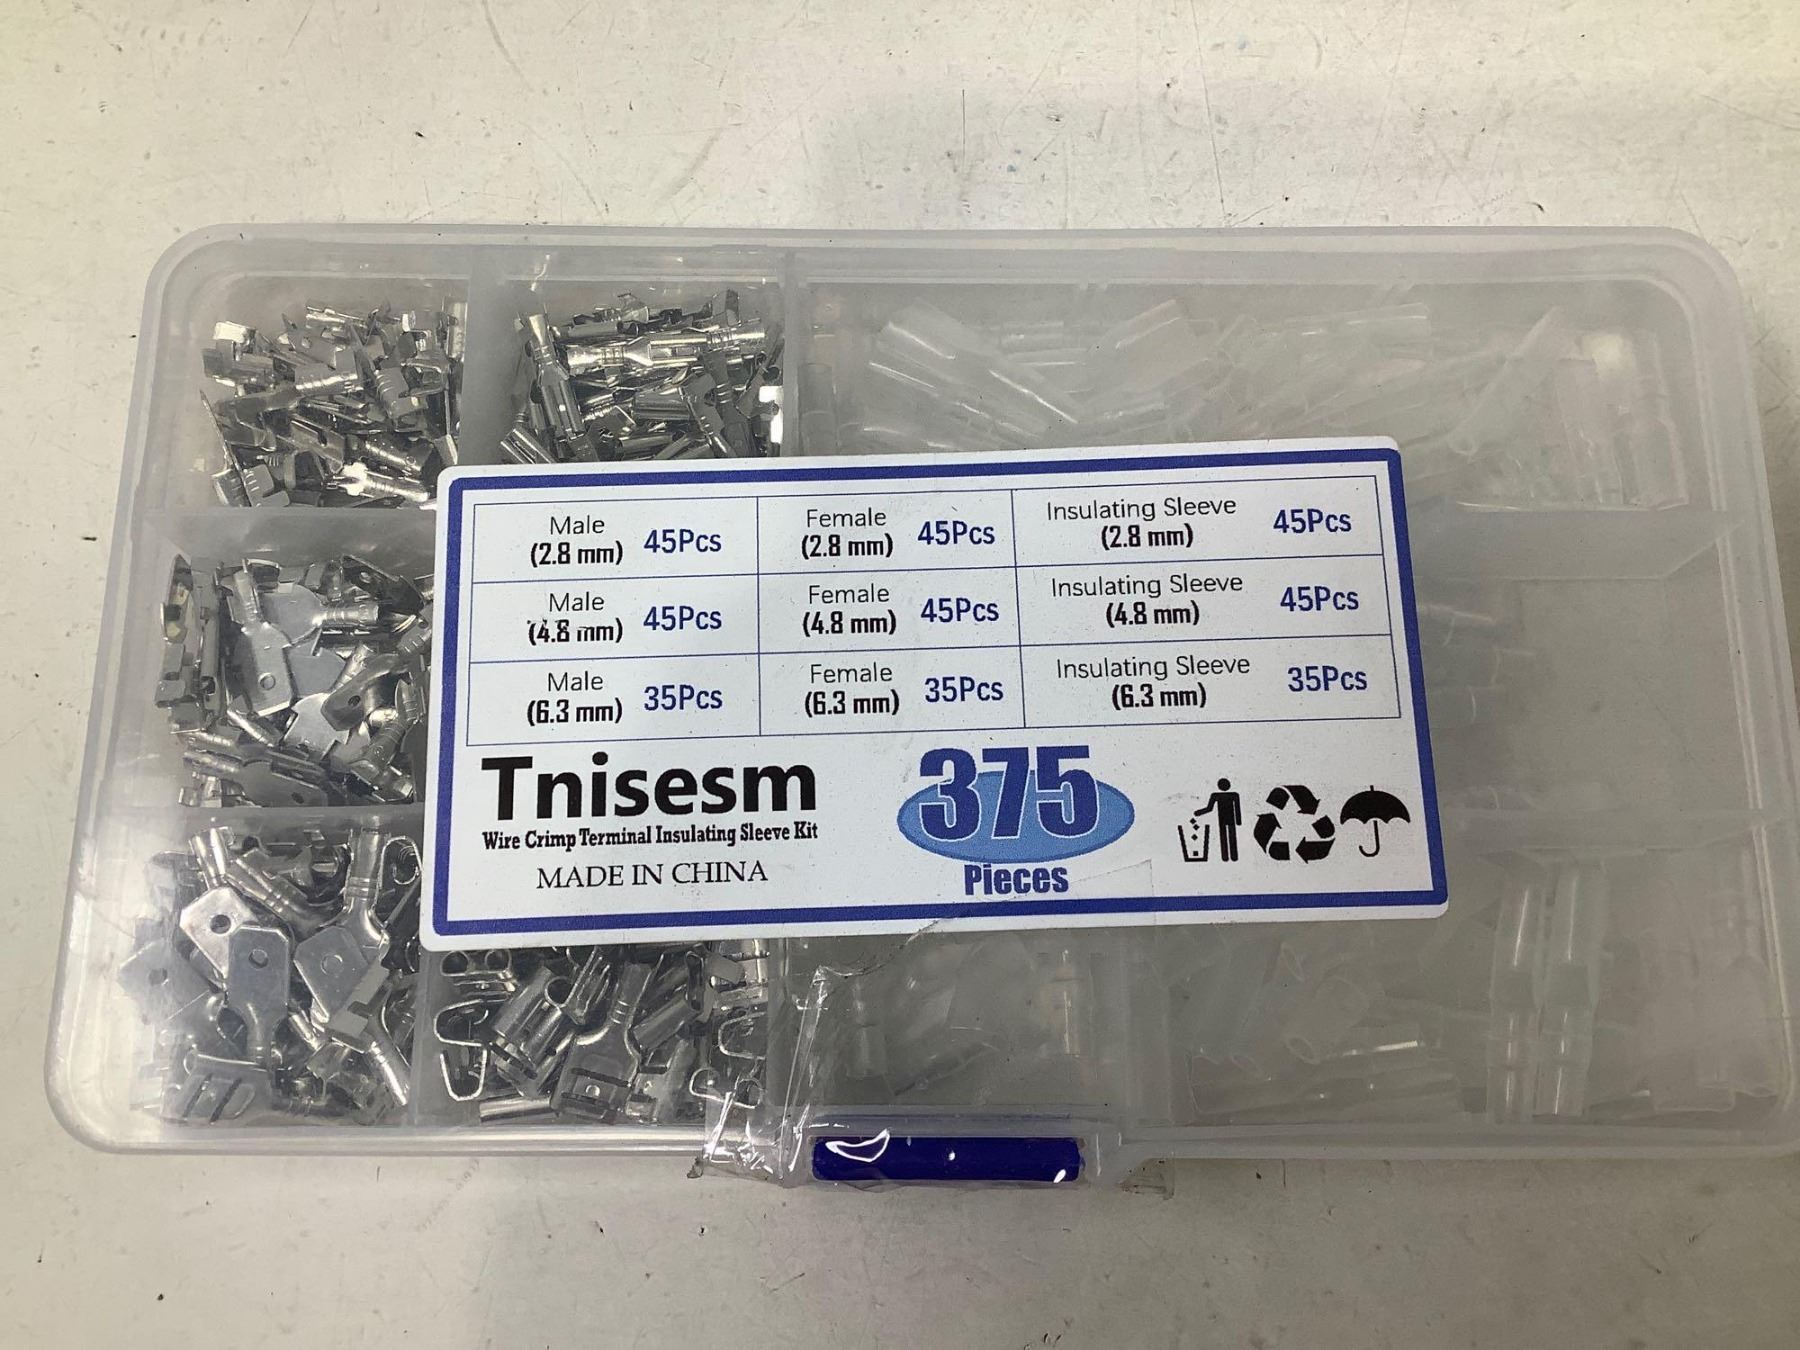 Male (2.8 mm) 45Pcs
Female (2.8 mm) 45Pcs
Insulating Sleeve (2.8 mm) 45Pcs
Male (4.8 mm) 45Pcs
Female (4.8 mm) 45Pcs
Insulating Sleeve (4.8 mm) 45Pcs
Male (6.3 mm) 35Pcs
Female (6.3 mm) 35Pcs
Insulating Sleeve (6.3 mm) 35Pcs
Tnisesm
Wire Crimp Terminal Insulating Sleeve Kit
MADE IN CHINA
375
Pieces